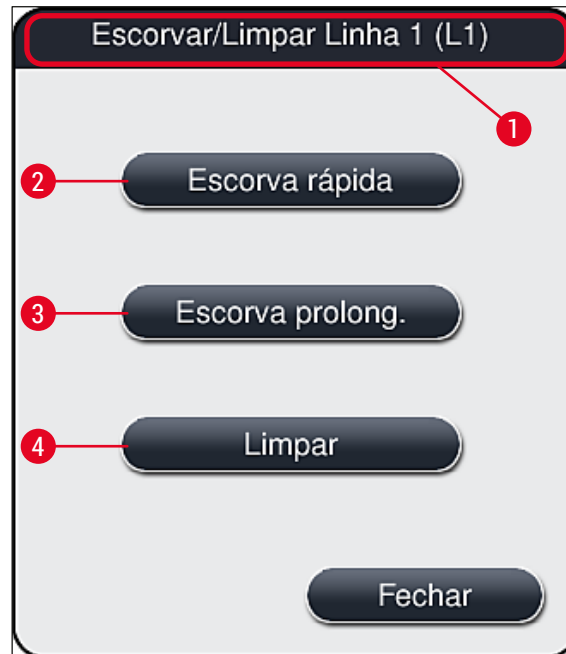 Escorvar/Limpar Linha 1 (L1)
1
2
Escorva rápida
3
Escorva prolong.
4
Limpar
Fechar